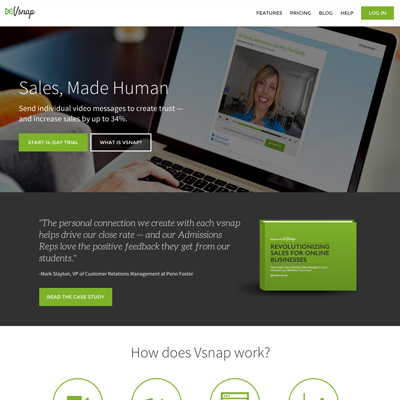 Vsnap
FEATURES PRICING BLOG HELP LOG IN
Sales, Made Human
Send individual video messages to create trust —
and increase sales by up to 34%.
START 14-DAY TRIAL WHAT IS VSNAP?
"The personal connection we create with each vsnap
helps drive our close rate — and our Admissions
Reps love the positive feedback they get from our
students."
-Mark Slayton, VP of Customer Relations Management at Penn Foster
READ THE CASE STUDY
Vsnap
REVOLUTIONIZING
SALES FOR ONLINE
BUSINESSES
How does Vsnap work?